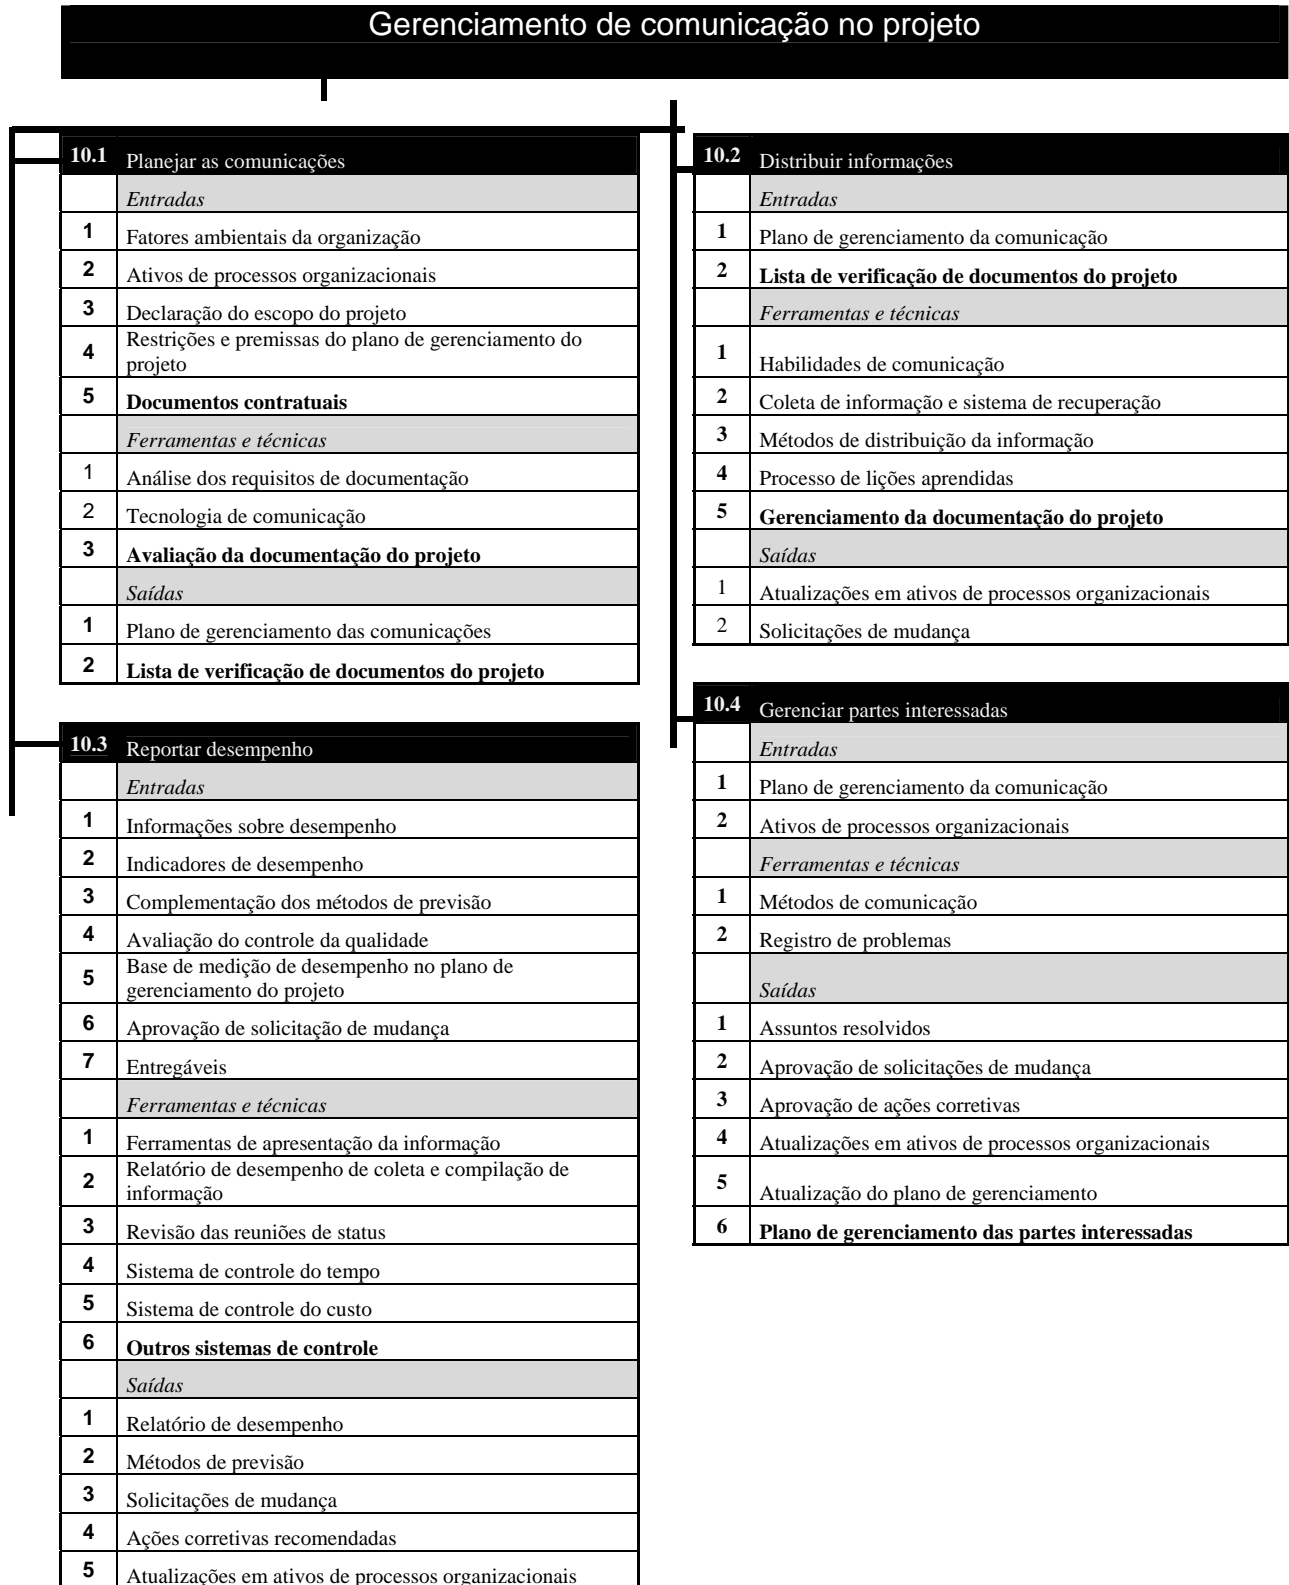 Gerenciamento de comunicação no projeto
10.1 Planejar as comunicações
Entradas
1 Fatores ambientais da organização
2 Ativos de processos organizacionais
3 Declaração do escopo do projeto
4 Restrições e premissas do plano de gerenciamento do
projeto
5 Documentos contratuais
Ferramentas e técnicas
1 Análise dos requisitos de documentação
2 Tecnologia de comunicação
3 Avaliação da documentação do projeto
Saídas
1 Plano de gerenciamento das comunicações
2 Lista de verificação de documentos do projeto
10.2 Distribuir informações
Entradas
1 Plano de gerenciamento da comunicação
2 Lista de verificação de documentos do projeto
Ferramentas e técnicas
1 Habilidades de comunicação
2 Coleta de informação e sistema de recuperação
3 Métodos de distribuição da informação
4 Processo de lições aprendidas
5 Gerenciamento da documentação do projeto
Saídas
1 Atualizações em ativos de processos organizacionais
2 Solicitações de mudança
10.3 Reportar desempenho
Entradas
1 Informações sobre desempenho
2 Indicadores de desempenho
3 Complementação dos métodos de previsão
4 Avaliação do controle da qualidade
5 Base de medição de desempenho no plano de
gerenciamento do projeto
6 Aprovação de solicitação de mudança
7 Entregáveis
Ferramentas e técnicas
1 Ferramentas de apresentação da informação
2 Relatório de desempenho de coleta e compilação de
informação
3 Revisão das reuniões de status
4 Sistema de controle do tempo
5 Sistema de controle do custo
6 Outros sistemas de controle
Saídas
1 Relatório de desempenho
2 Métodos de previsão
3 Solicitações de mudança
4 Ações corretivas recomendadas
5 Atualizações em ativos de processos organizacionais
10.4 Gerenciar partes interessadas
Entradas
1 Plano de gerenciamento da comunicação
2 Ativos de processos organizacionais
Ferramentas e técnicas
1 Métodos de comunicação
2 Registro de problemas
Saídas
1 Assuntos resolvidos
2 Aprovação de solicitações de mudança
3 Aprovação de ações corretivas
4 Atualizações em ativos de processos organizacionais
5 Atualização do plano de gerenciamento
6 Plano de gerenciamento das partes interessadas